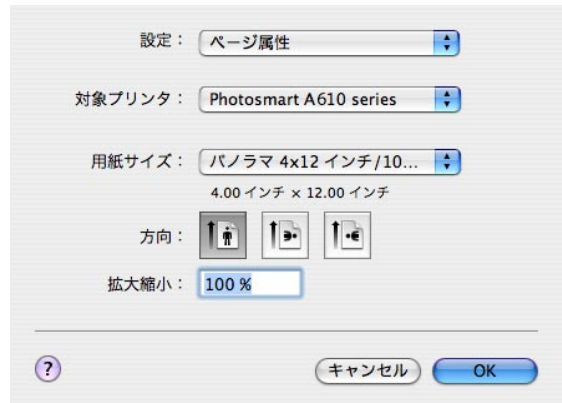 設定： ページ属性
対象プリンタ： Photosmart A610 series
用紙サイズ： パノラマ 4x12 インチ/10...
4.00 インチ × 12.00 インチ
方向：
拡大縮小： 100 %
? キャンセル OK